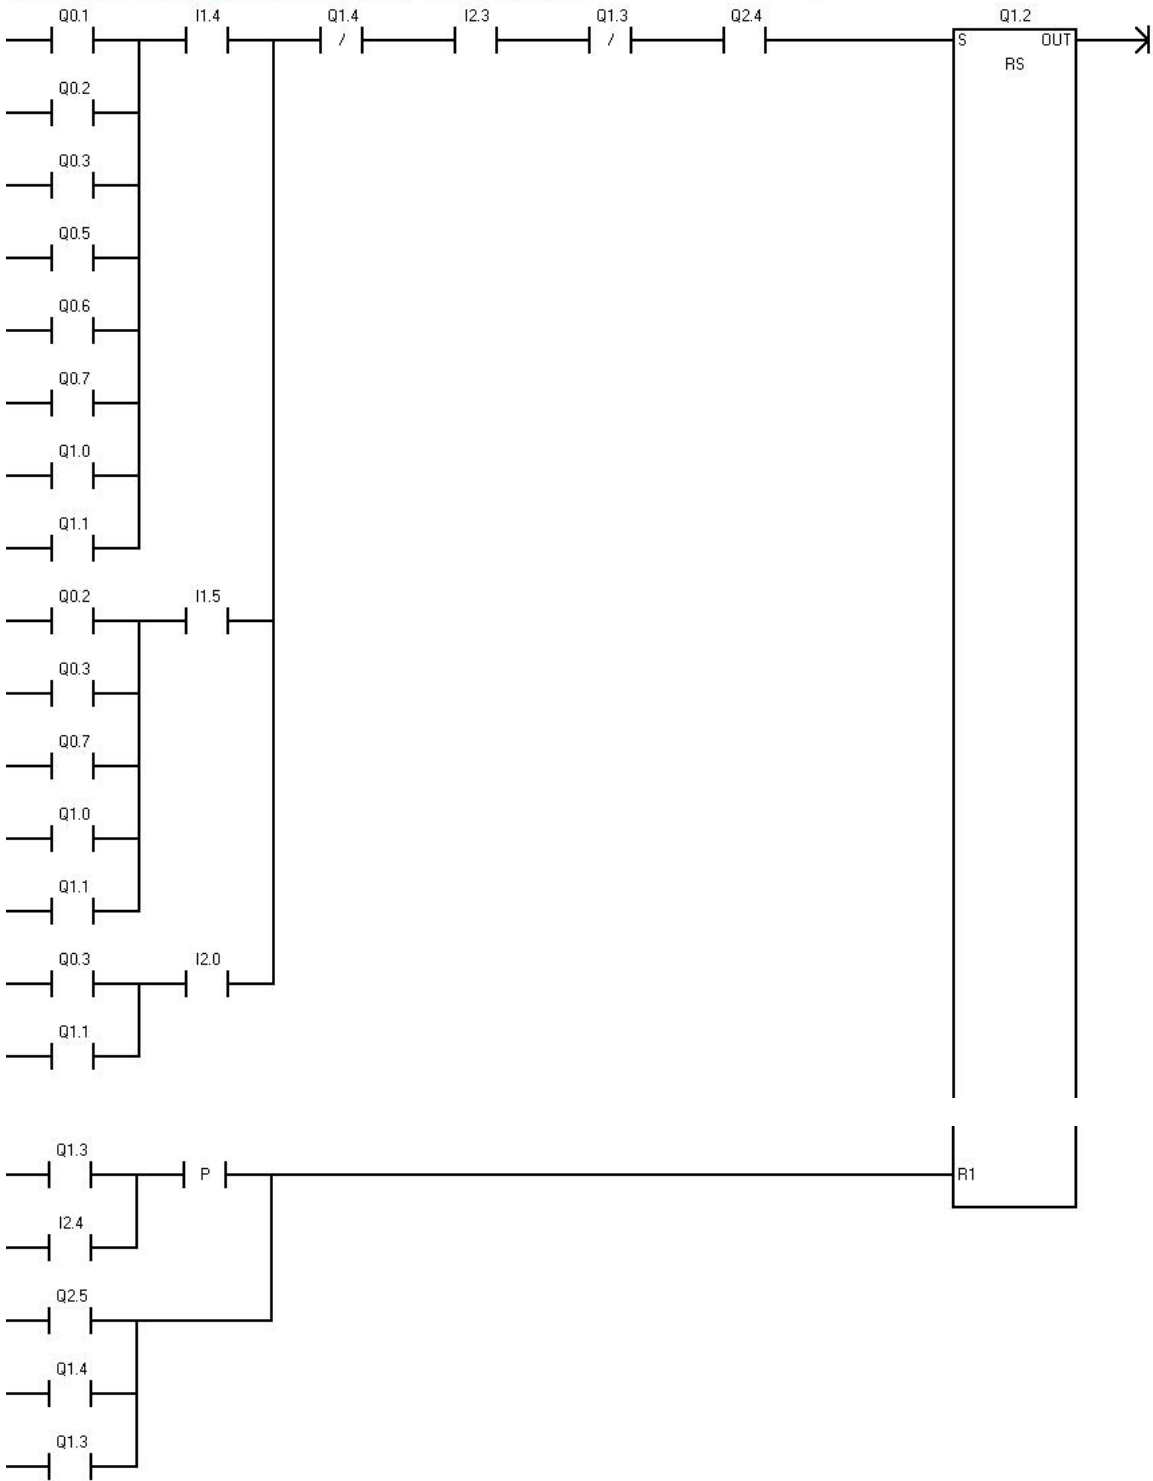 Q0.1 I1.4 Q1.4 I2.3 Q1.3 Q2.4 Q1.2
/ / S OUT
RS
Q0.2
Q0.3
Q0.5
Q0.6
Q0.7
Q1.0
Q1.1
Q0.2 I1.5
Q0.3
Q0.7
Q1.0
Q1.1
Q0.3 I2.0
Q1.1
Q1.3
P R1
I2.4
Q2.5
Q1.4
Q1.3